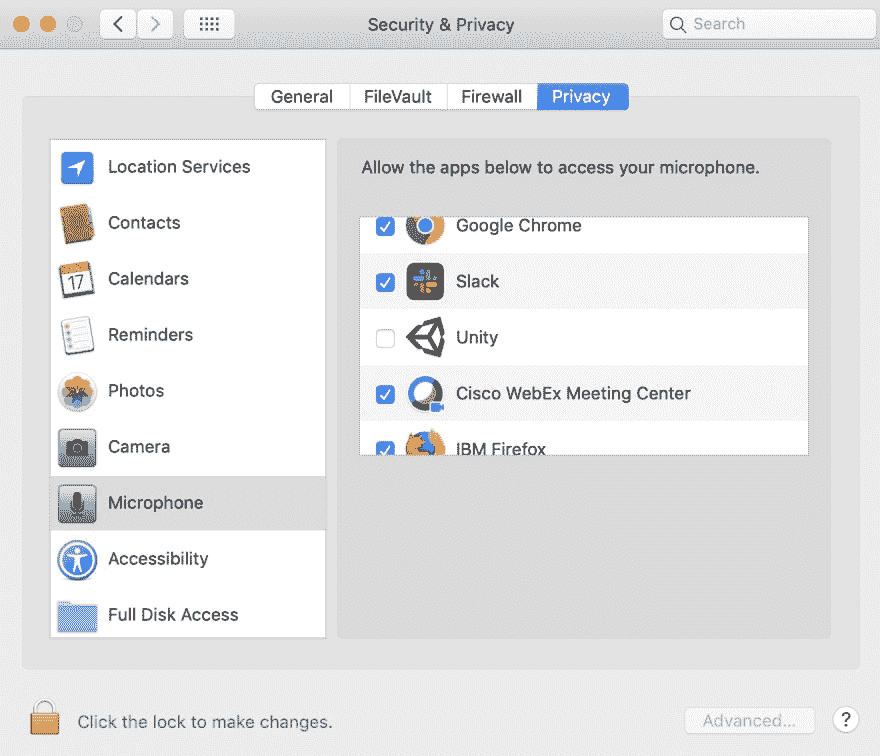 Security & Privacy
Search
General
FileVault
Firewall
Privacy
Location Services
Contacts
17
Calendars
Reminders
Photos
Camera
Microphone
Accessibility
Full Disk Access
Allow the apps below to access your microphone.
Google Chrome
Slack
Unity
Cisco WebEx Meeting Center
IBM Firefox
Click the lock to make changes.
Advanced...
?